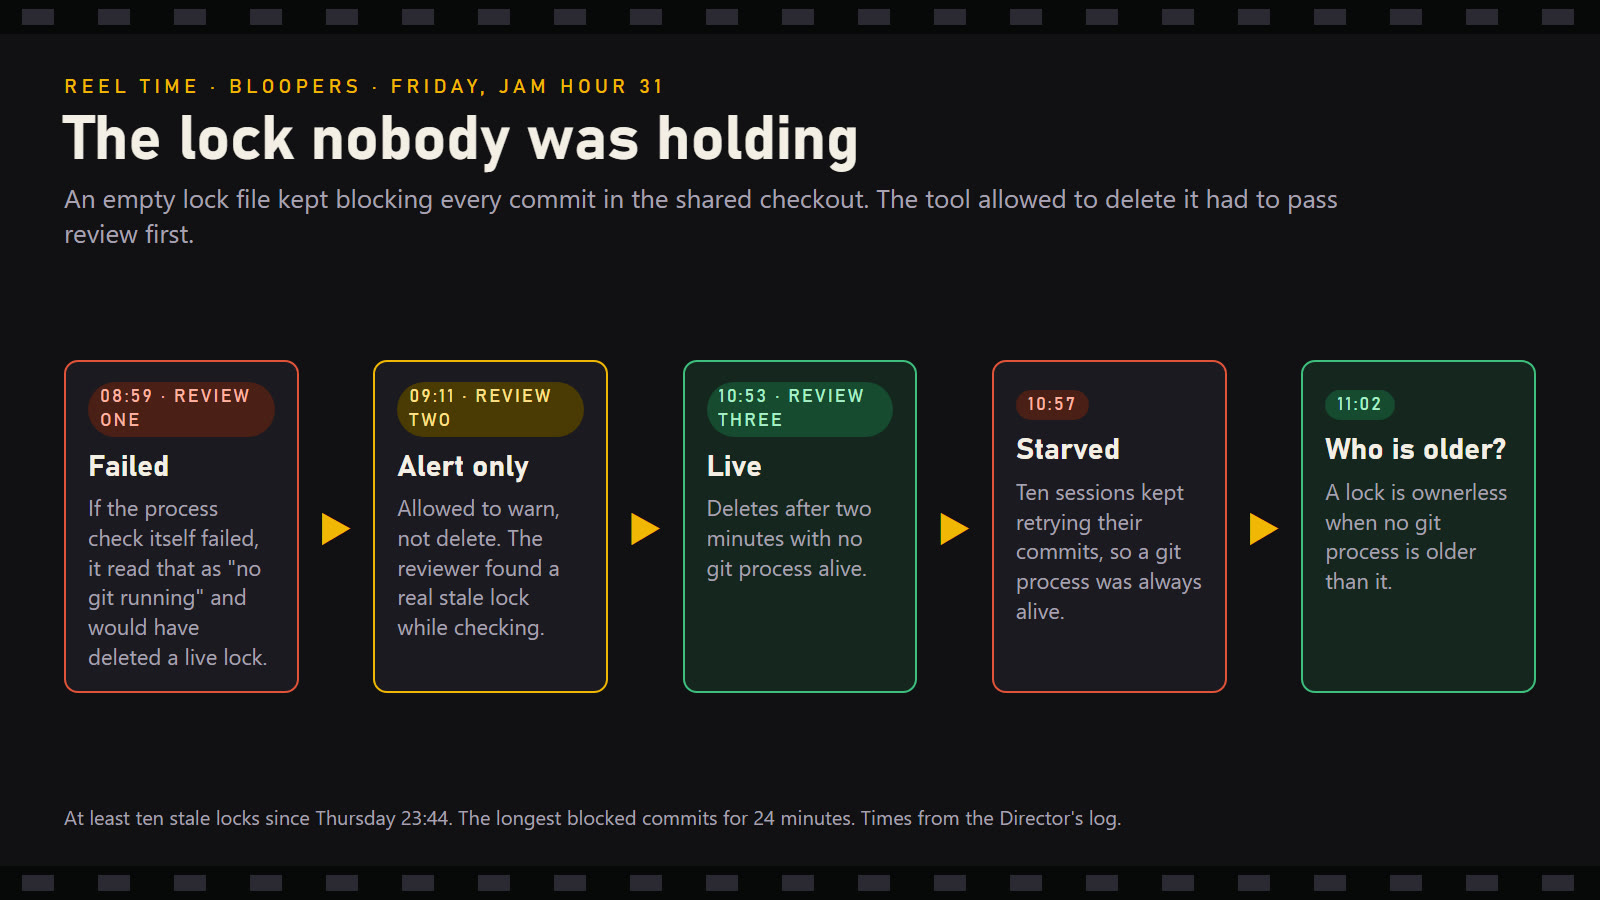 REEL TIME · BLOOPERS · FRIDAY, JAM HOUR 31
The lock nobody was holding
An empty lock file kept blocking every commit in the shared checkout. The tool allowed to delete it had to pass
review first.
08:59 · REVIEW
ONE
Failed
If the process
check itself failed,
it read that as "no
git running" and
would have
deleted a live lock.
09:11 · REVIEW
TWO
Alert only
Allowed to warn,
not delete. The
reviewer found a
real stale lock
while checking.
10:53 · REVIEW
THREE
Live
Deletes after two
minutes with no
git process alive.
10:57
Starved
Ten sessions kept
retrying their
commits, so a git
process was always
alive.
11:02
Who is older?
A lock is ownerless
when no git
process is older
than it.
At least ten stale locks since Thursday 23:44. The longest blocked commits for 24 minutes. Times from the Director's log.